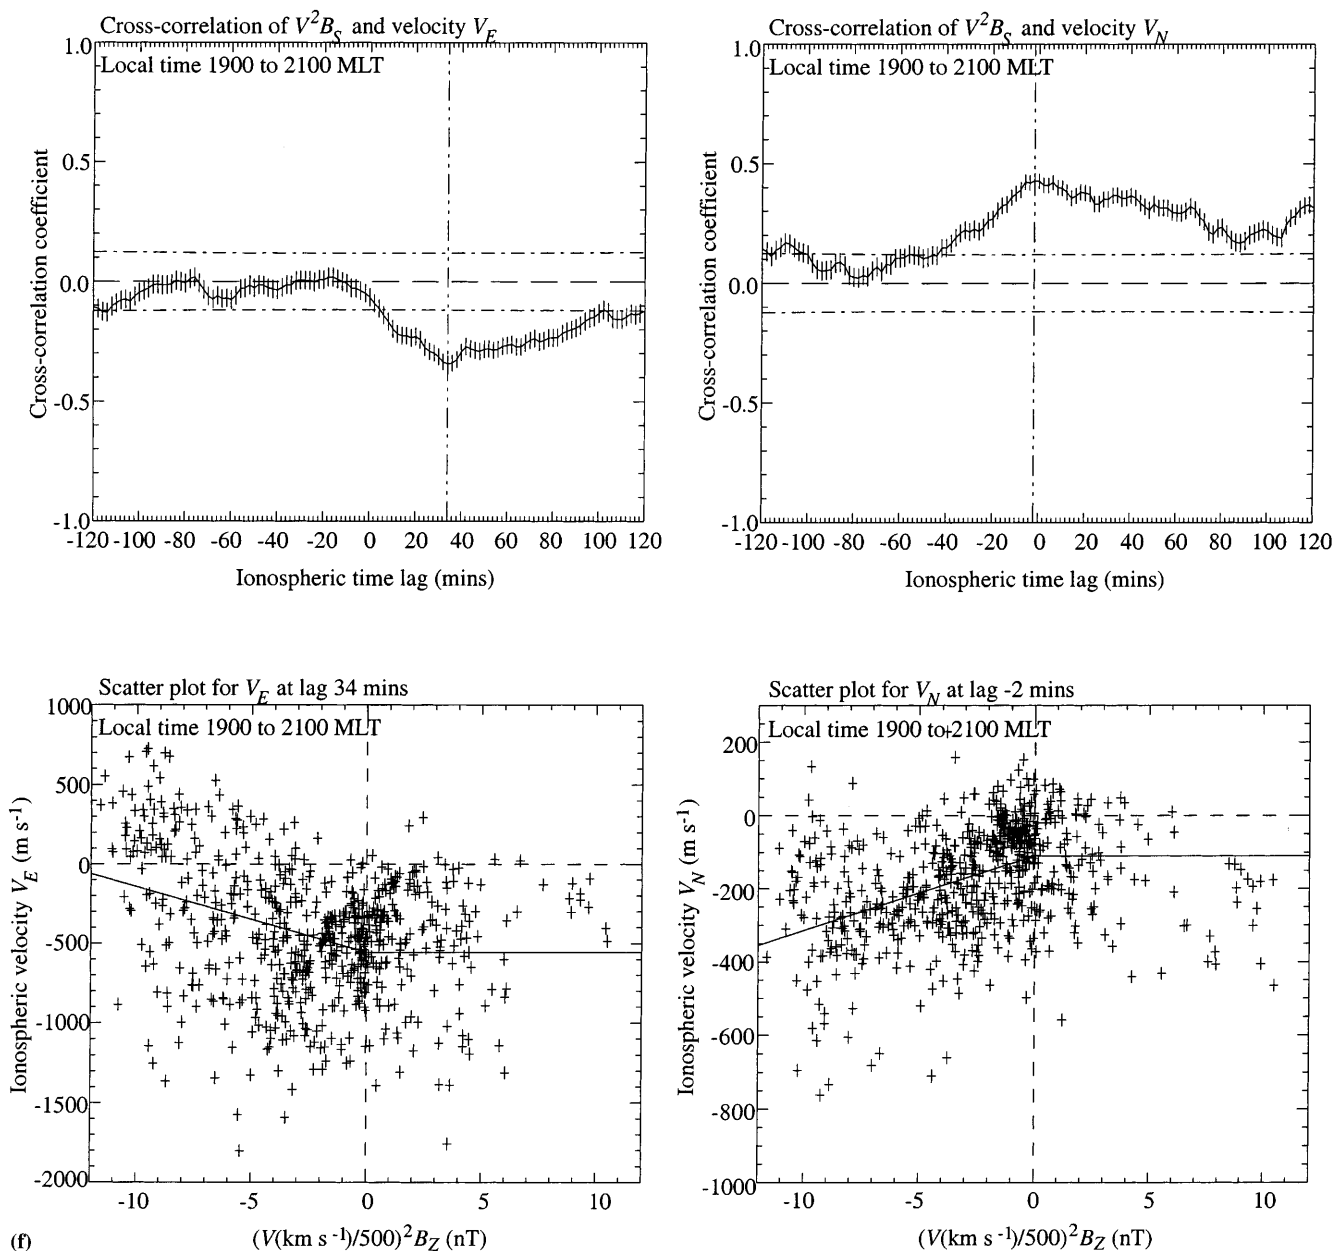 Cross-correlation of V²B_S and velocity V_E
Local time 1900 to 2100 MLT
1.0
0.5
0.0
-0.5
-1.0
Cross-correlation coefficient
-120 -100 -80 -60 -40 -20 0 20 40 60 80 100 120
Ionospheric time lag (mins)
Cross-correlation of V²B_S and velocity V_N
Local time 1900 to 2100 MLT
1.0
0.5
0.0
-0.5
-1.0
Cross-correlation coefficient
-120 -100 -80 -60 -40 -20 0 20 40 60 80 100 120
Ionospheric time lag (mins)
Scatter plot for V_E at lag 34 mins
Local time 1900 to 2100 MLT
1000
500
0
-500
-1000
-1500
-2000
Ionospheric velocity V_E (m s⁻¹)
-10 -5 0 5 10
(V(km s⁻¹)/500)²B_Z (nT)
Scatter plot for V_N at lag -2 mins
Local time 1900 to 2100 MLT
200
0
-200
-400
-600
-800
-1000
Ionospheric velocity V_N (m s⁻¹)
-10 -5 0 5 10
(V(km s⁻¹)/500)²B_Z (nT)
(f)